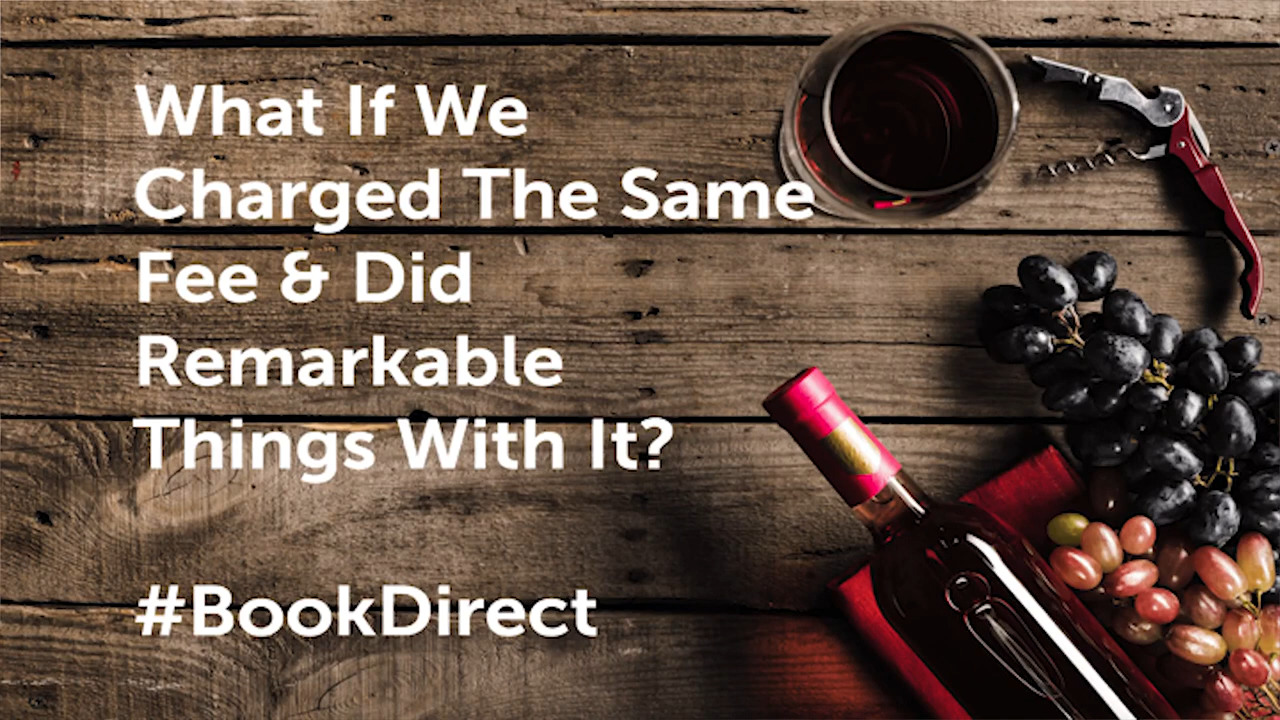 What If We
Charged The Same
Fee & Did
Remarkable
Things With It?
#BookDirect